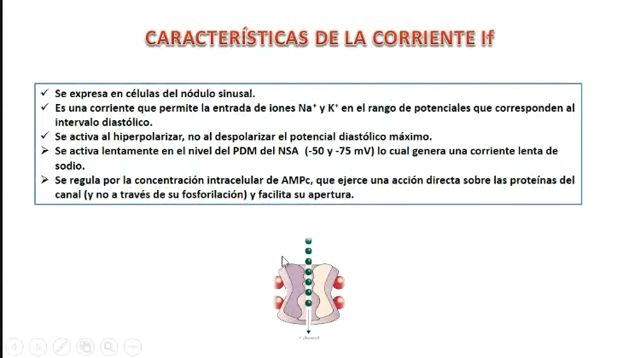 CARACTERÍSTICAS DE LA CORRIENTE If
✓ Se expresa en células del nódulo sinusal.
✓ Es una corriente que permite la entrada de iones Na⁺ y K⁺ en el rango de potenciales que corresponden al
intervalo diastólico.
✓ Se activa al hiperpolarizar, no al despolarizar el potencial diastólico máximo.
➢ Se activa lentamente en el nivel del PDM del NSA (-50 y -75 mV) lo cual genera una corriente lenta de
sodio.
➢ Se regula por la concentración intracelular de AMPc, que ejerce una acción directa sobre las proteínas del
canal (y no a través de su fosforilación) y facilita su apertura.